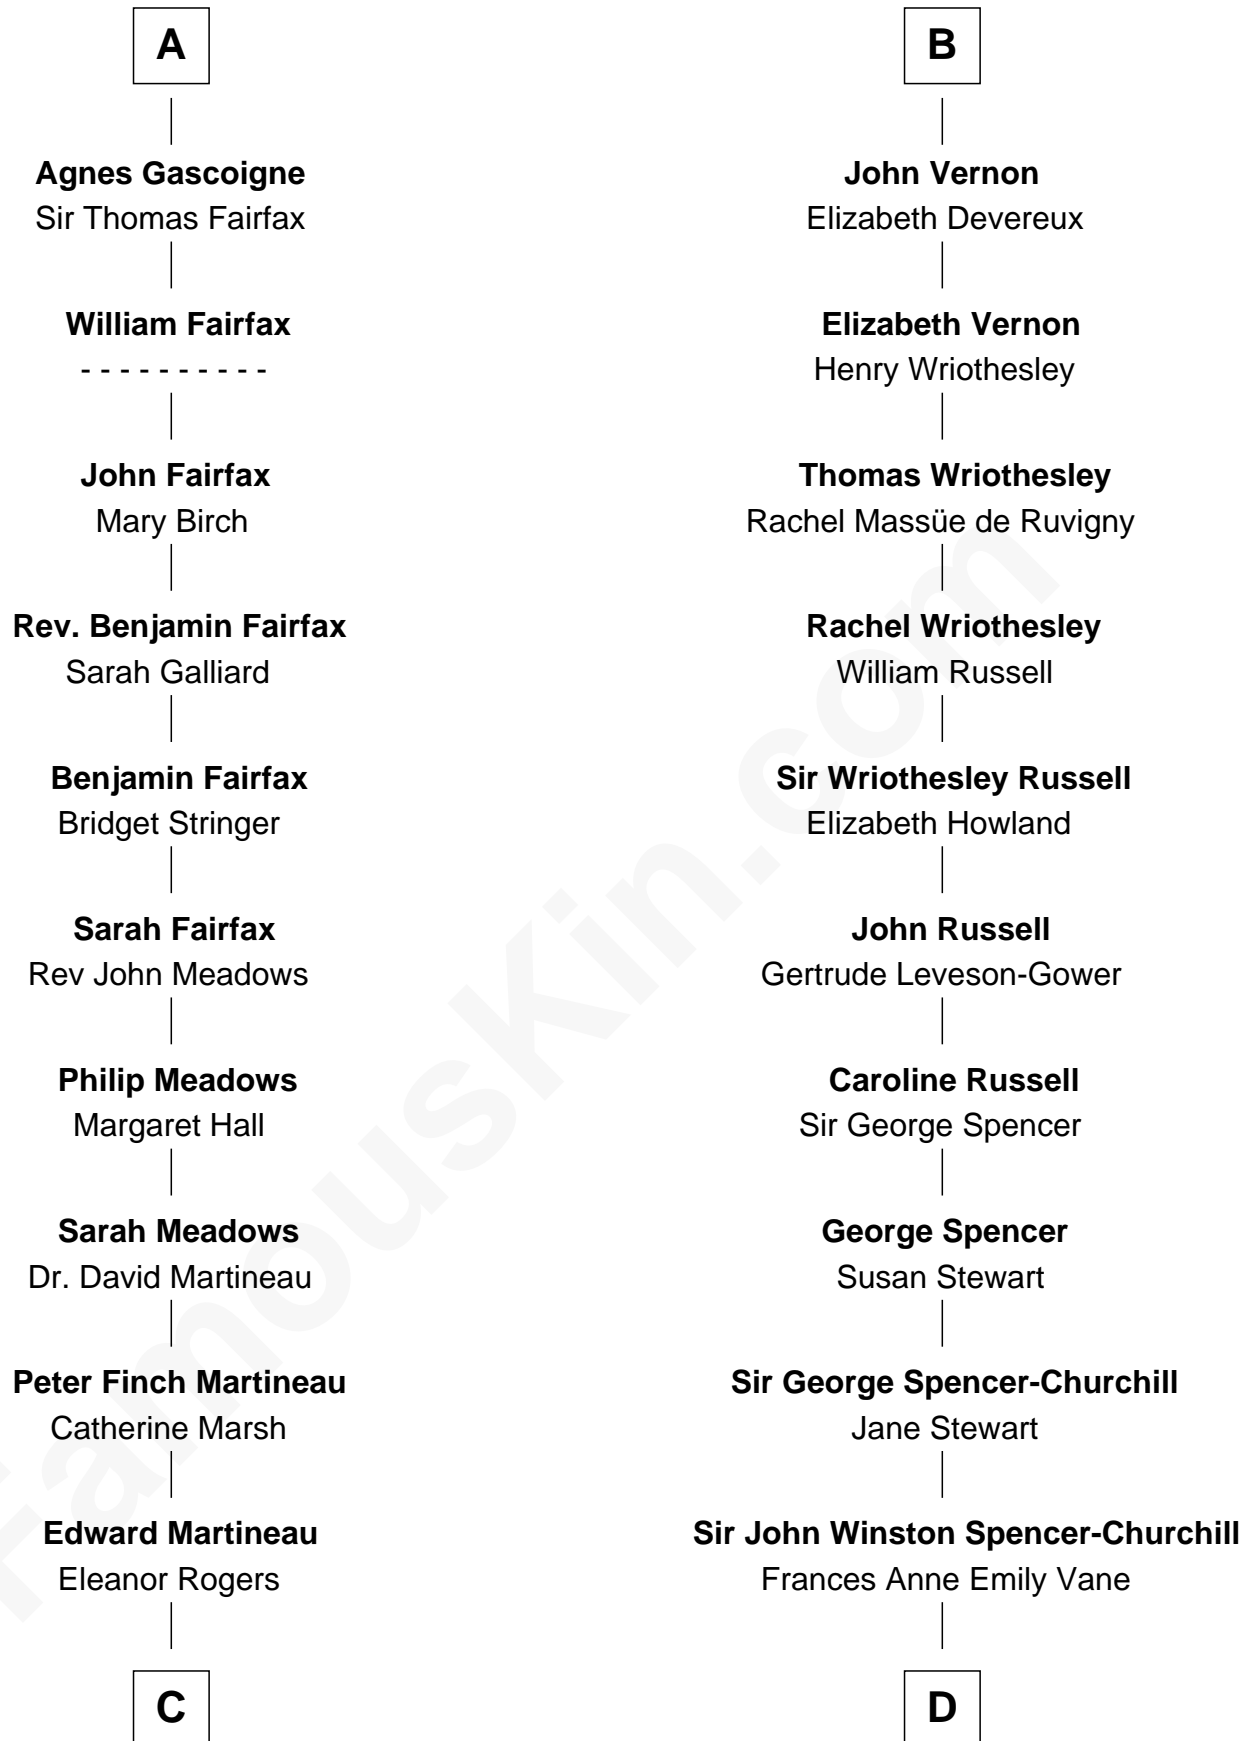 A
Agnes Gascoigne
Sir Thomas Fairfax
William Fairfax
- - - - - - - - - -
John Fairfax
Mary Birch
Rev. Benjamin Fairfax
Sarah Galliard
Benjamin Fairfax
Bridget Stringer
Sarah Fairfax
Rev John Meadows
Philip Meadows
Margaret Hall
Sarah Meadows
Dr. David Martineau
Peter Finch Martineau
Catherine Marsh
Edward Martineau
Eleanor Rogers
C
B
John Vernon
Elizabeth Devereux
Elizabeth Vernon
Henry Wriothesley
Thomas Wriothesley
Rachel Massüe de Ruvigny
Rachel Wriothesley
William Russell
Sir Wriothesley Russell
Elizabeth Howland
John Russell
Gertrude Leveson-Gower
Caroline Russell
Sir George Spencer
George Spencer
Susan Stewart
Sir George Spencer-Churchill
Jane Stewart
Sir John Winston Spencer-Churchill
Frances Anne Emily Vane
D
FamousKin.com